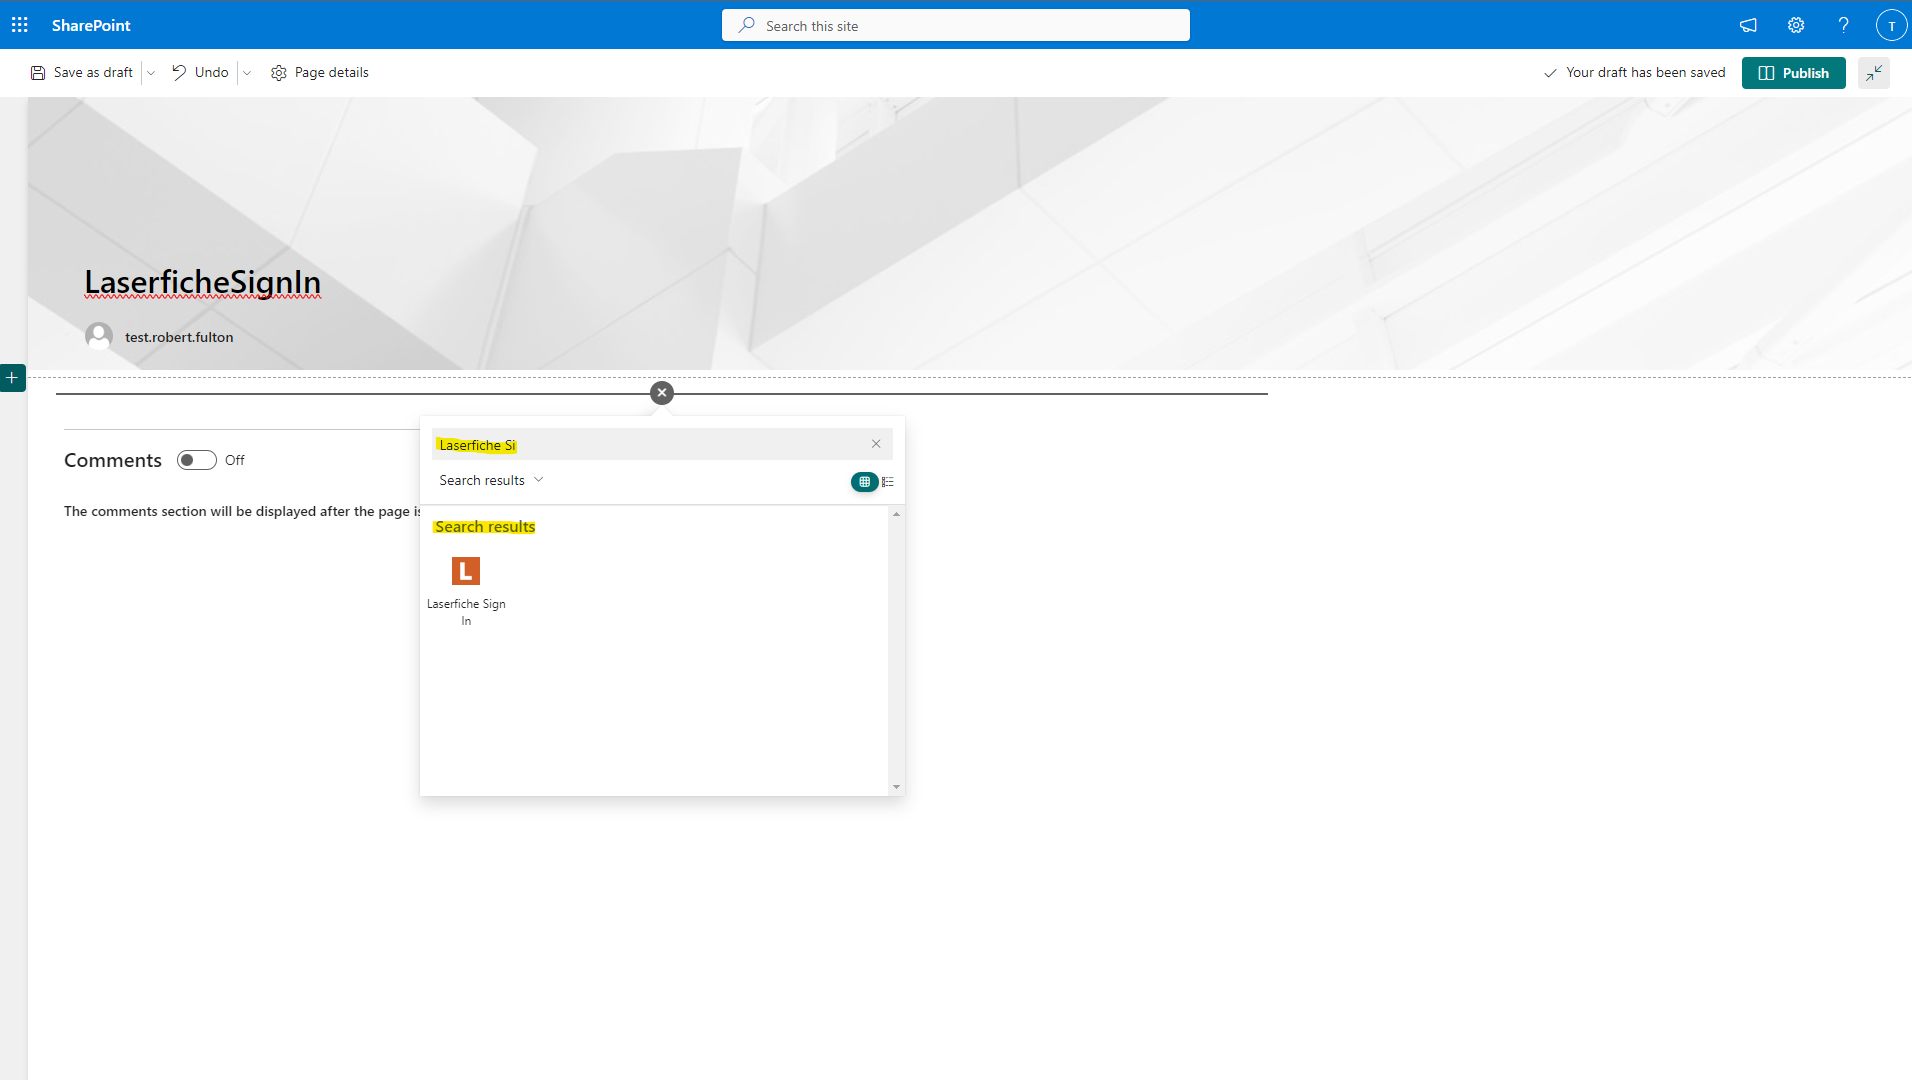 SharePoint
Search this site
T
Save as draft
Undo
Page details
Your draft has been saved
Publish
LaserficheSignIn
test.robert.fulton
Laserfiche Si
Comments
Off
Search results
The comments section will be displayed after the page is
Search results
L
Laserfiche Sign
In